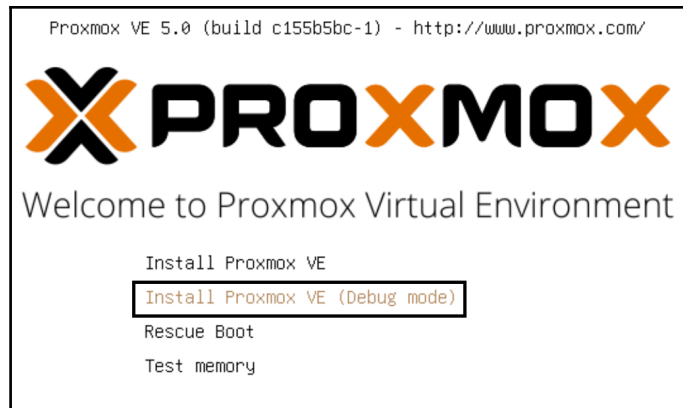 Proxmox VE 5.0 (build c155b5bc-1) - http://www.proxmox.com/
PROXMOX
Welcome to Proxmox Virtual Environment
Install Proxmox VE
Install Proxmox VE (Debug mode)
Rescue Boot
Test memory